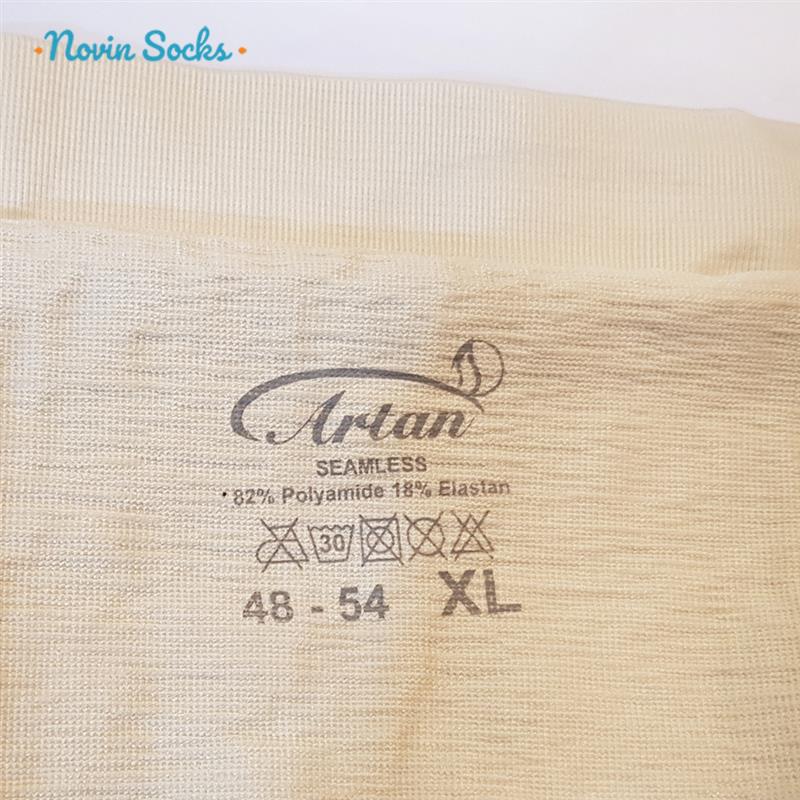 Novin Socks
Artan
SEAMLESS
82% Polyamide 18% Elastan
30
48 - 54 XL